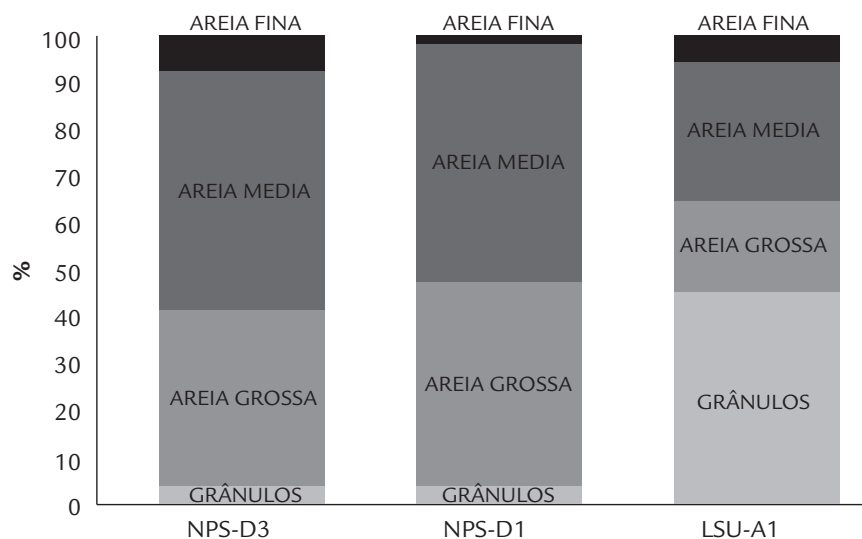 AREIA FINA AREIA FINA AREIA FINA
100
90
80
70
60
50
40
30
20
10
0
%
AREIA MEDIA
AREIA GROSSA
GRÂNULOS
AREIA MEDIA
AREIA GROSSA
GRÂNULOS
AREIA MEDIA
AREIA GROSSA
GRÂNULOS
NPS-D3 NPS-D1 LSU-A1